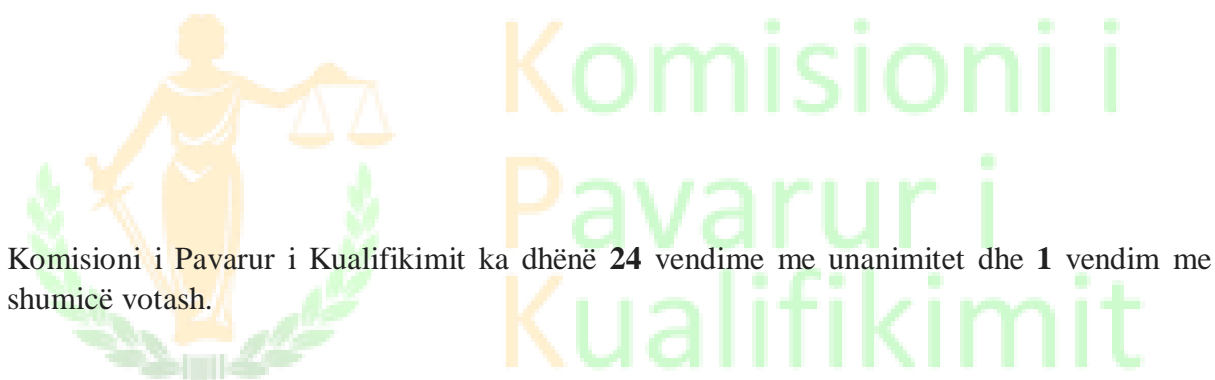 Komisioni i
Pavarur i
Komisioni i Pavarur i Kualifikimit ka dhënë 24 vendime me unanimitet dhe 1 vendim me
shumicë votash.
Kualifikimit